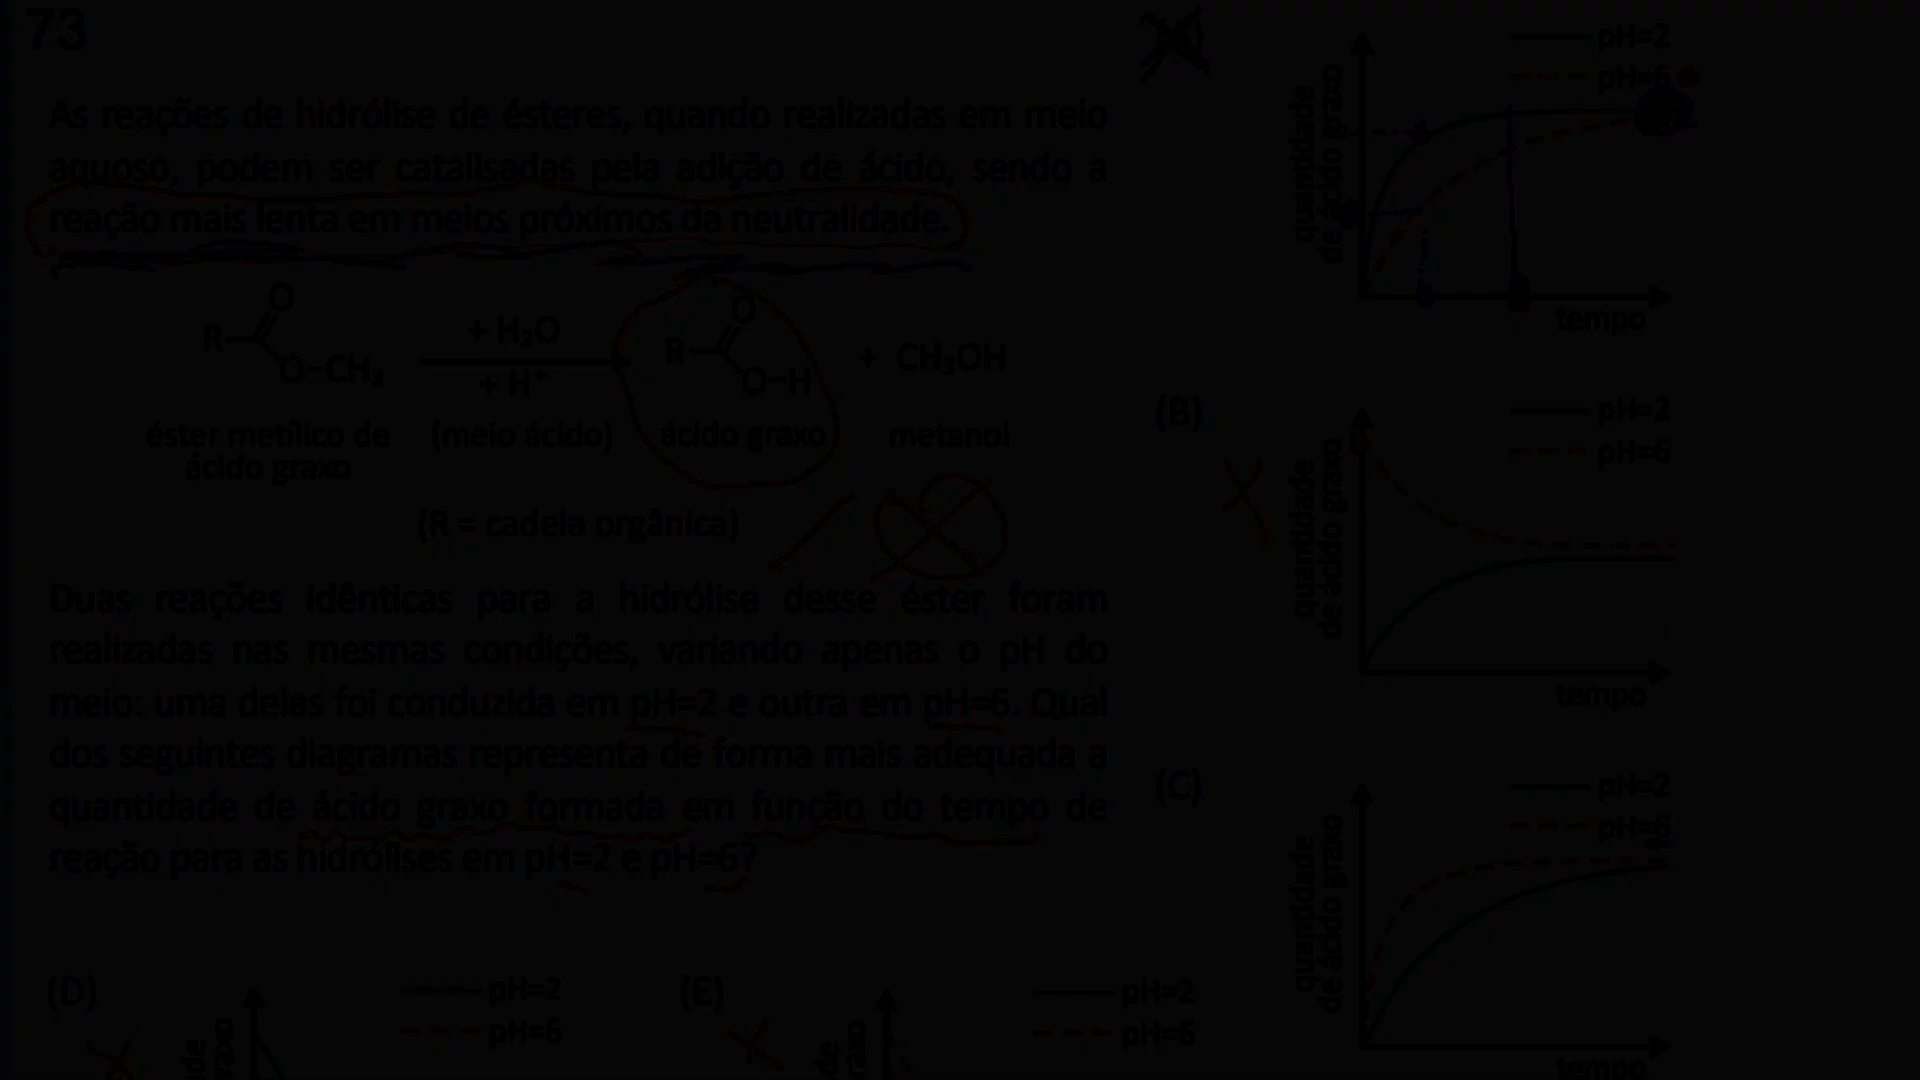 73
As reações de hidrólise de ésteres, quando realizadas em meio
aquoso, podem ser catalisadas pela adição de ácido, sendo a
reação mais lenta em meios próximos da neutralidade.
O
R
O−CH₃
+ H₂O
+ H⁺
O
R
O−H
+ CH₃OH
éster metílico de
ácido graxo
(meio ácido)
ácido graxo
metanol
(R = cadeia orgânica)
Duas reações idênticas para a hidrólise desse éster foram
realizadas nas mesmas condições, variando apenas o pH do
meio: uma delas foi conduzida em pH=2 e outra em pH=6. Qual
dos seguintes diagramas representa de forma mais adequada a
quantidade de ácido graxo formada em função do tempo de
reação para as hidrólises em pH=2 e pH=6?
pH=2
pH=6
quantidade
de ácido graxo
tempo
(B)
pH=2
pH=6
quantidade
de ácido graxo
tempo
(C)
pH=2
pH=6
quantidade
de ácido graxo
tempo
(D)
pH=2
pH=6
(E)
pH=2
pH=6